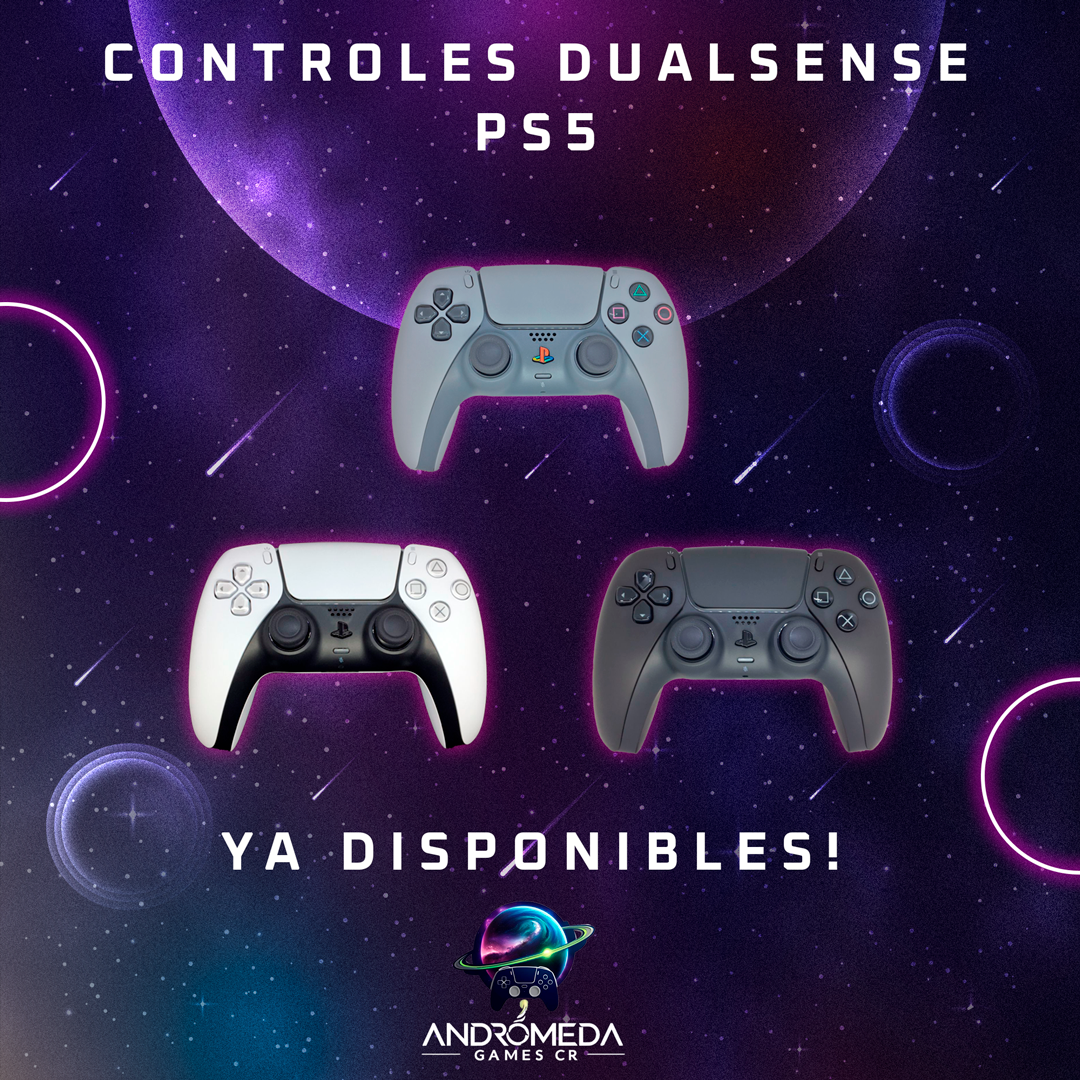 CONTROLES DUALSENSE
PS5
YA DISPONIBLES!
ANDRÓMEDA
GAMES CR